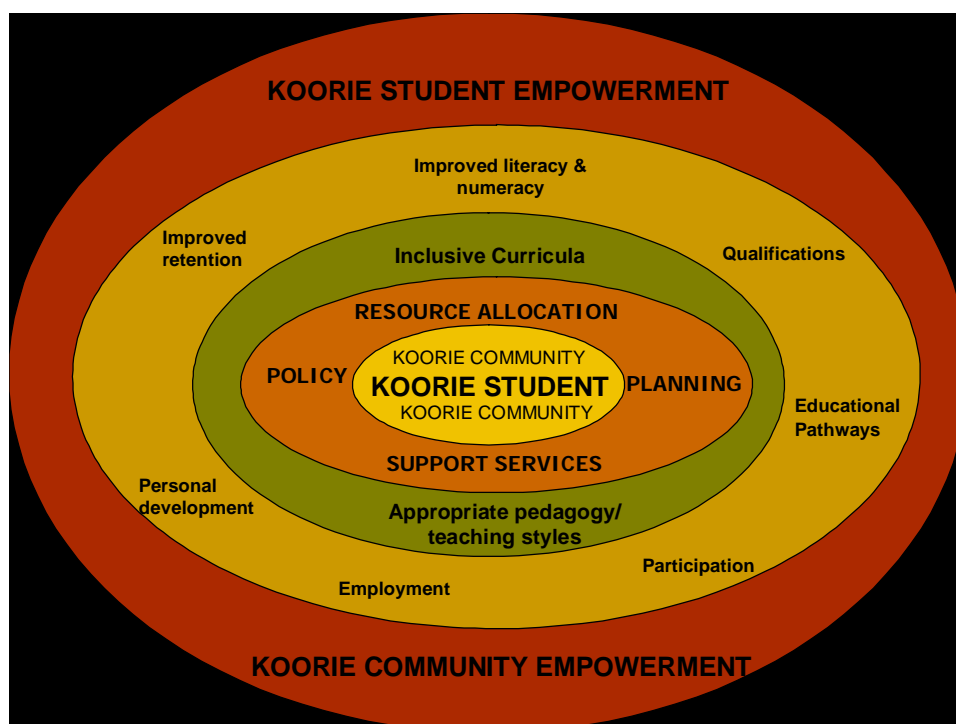 KOORIE STUDENT EMPOWERMENT
Improved literacy &
numeracy
Improved
retention
Qualifications
Inclusive Curricula
RESOURCE ALLOCATION
KOORIE COMMUNITY
POLICY
KOORIE STUDENT
PLANNING
KOORIE COMMUNITY
Educational
Pathways
SUPPORT SERVICES
Personal
development
Appropriate pedagogy/
teaching styles
Participation
Employment
KOORIE COMMUNITY EMPOWERMENT